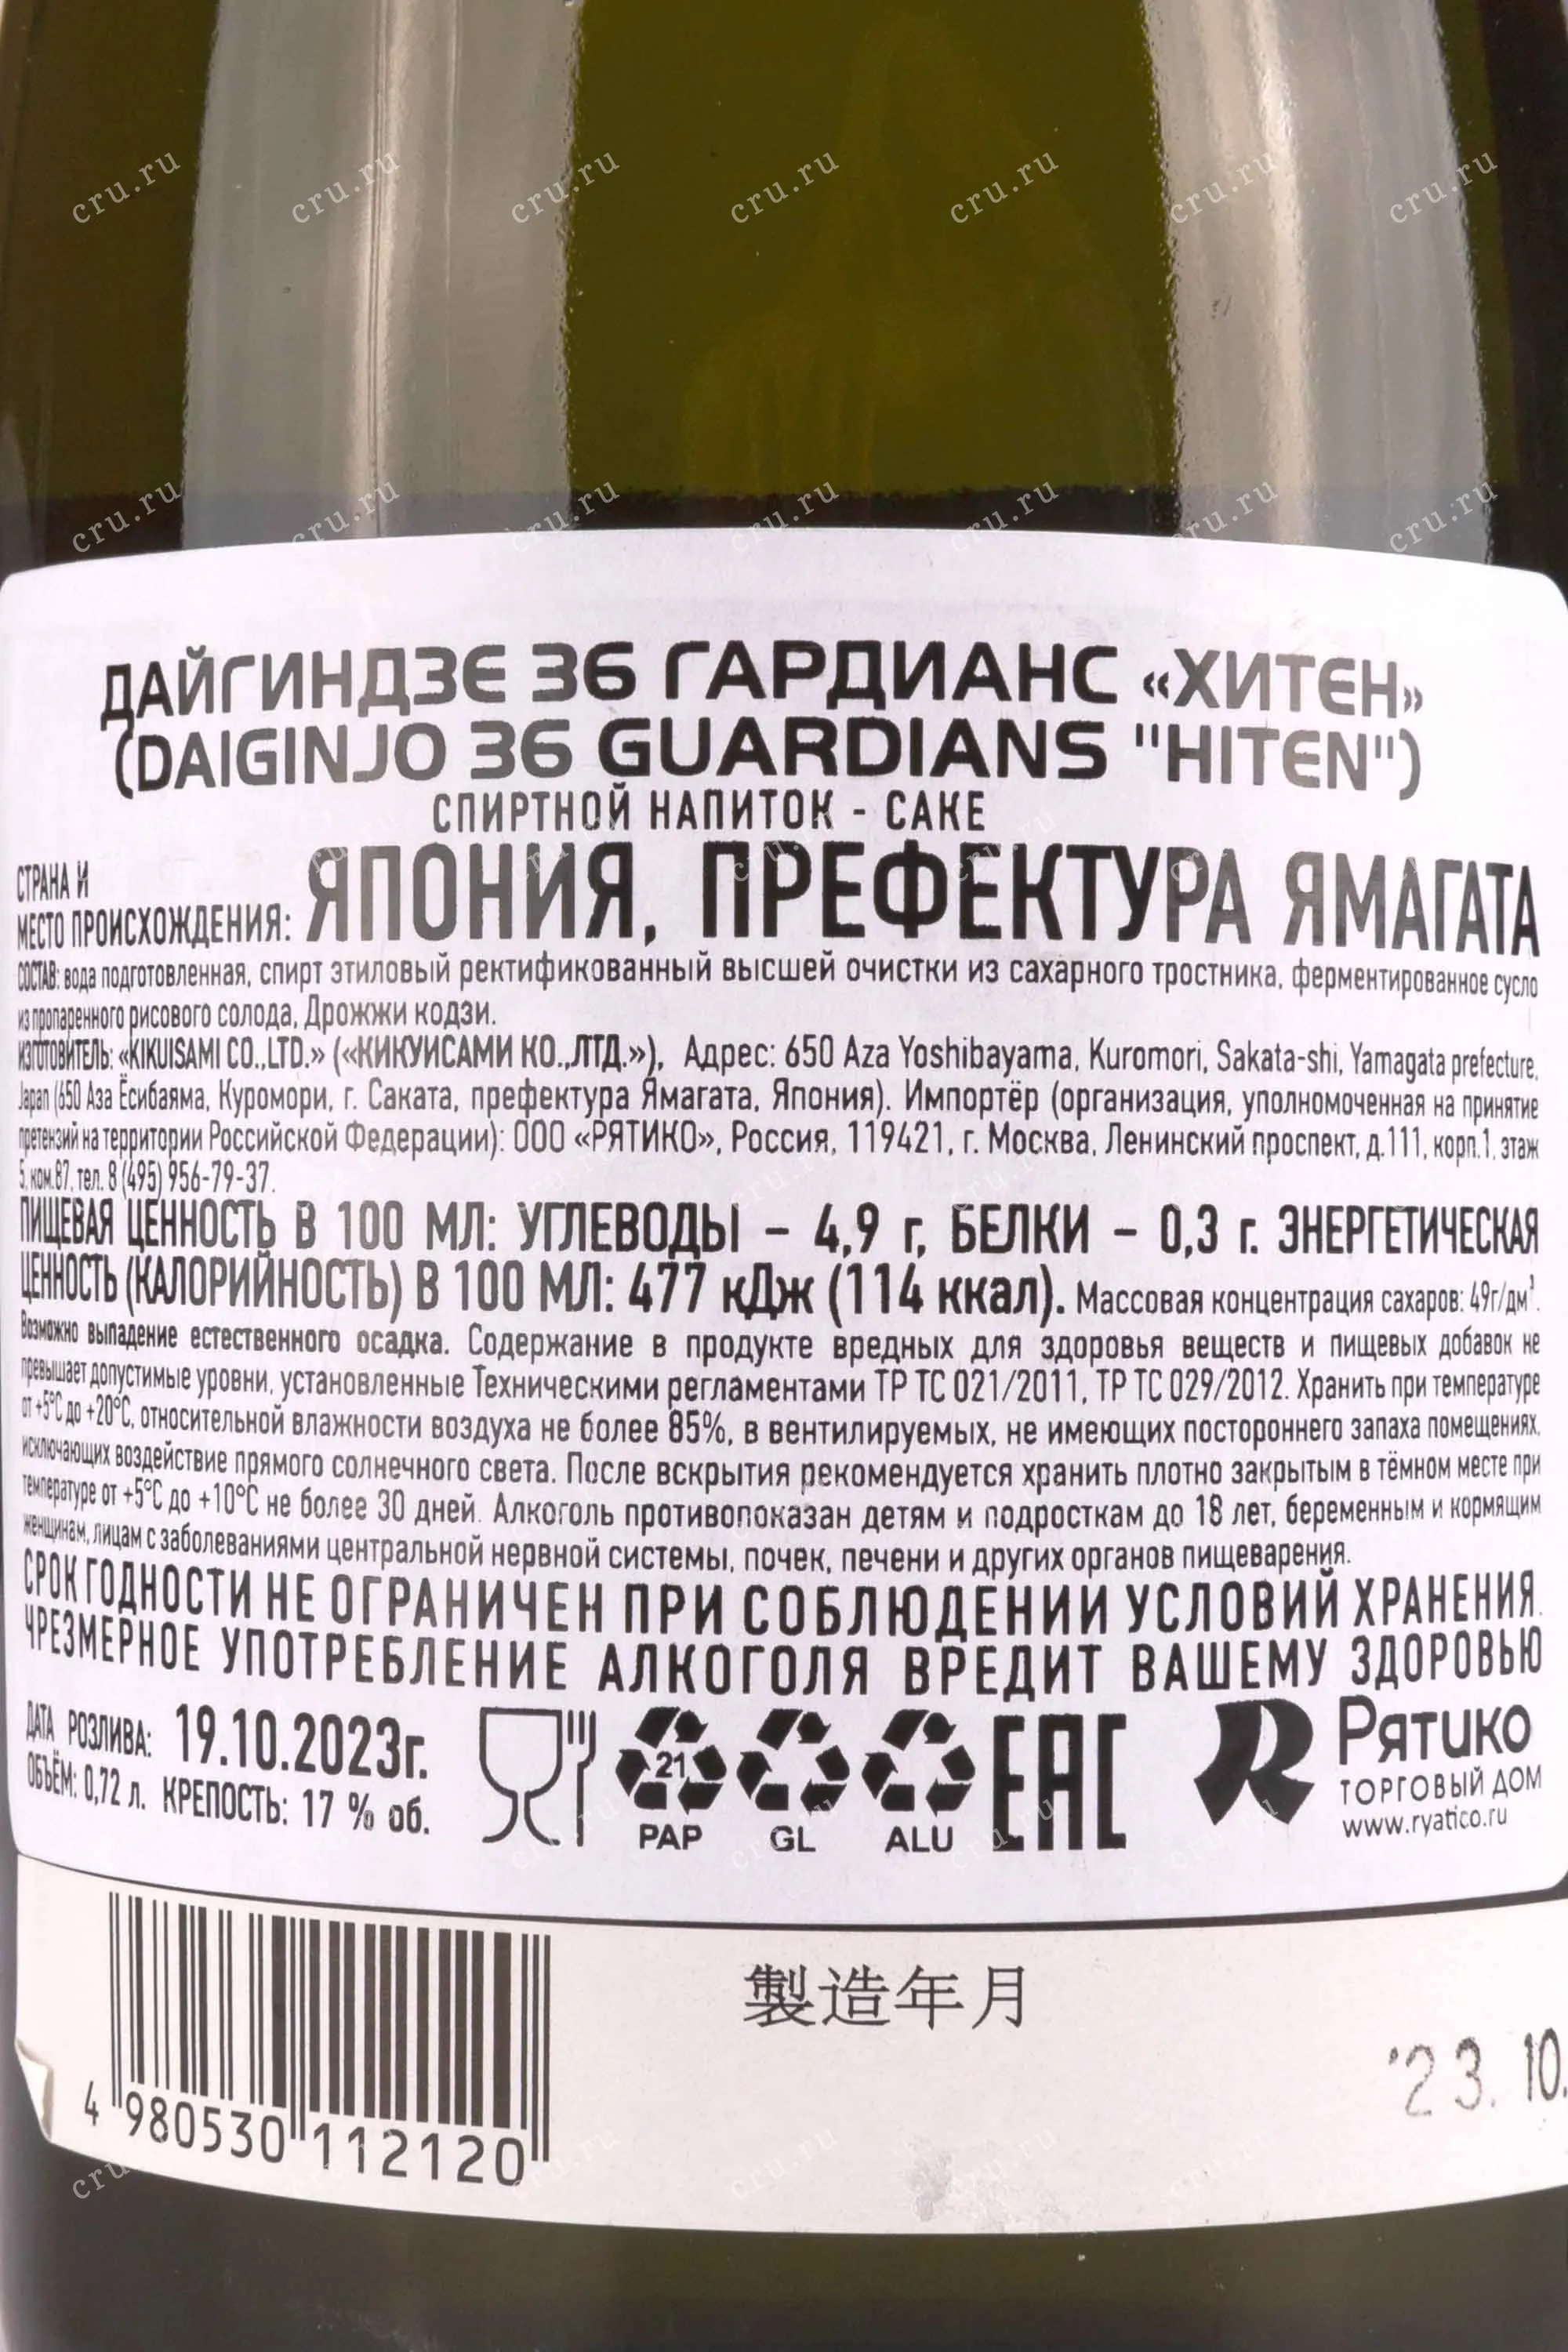 ДАЙГИНДЗЕ 36 ГАРДИАНС «ХИТЕН»
(DAIGINJO 36 GUARDIANS "HITEN")
СПИРТНОЙ НАПИТОК - САКЕ
СТРАНА И
МЕСТО ПРОИСХОЖДЕНИЯ: ЯПОНИЯ, ПРЕФЕКТУРА ЯМАГАТА
СОСТАВ: вода подготовленная, спирт этиловый ректификованный высшей очистки из сахарного тростника, ферментированное сусло
из пропаренного рисового солода, Дрожжи кодзи.
ИЗГОТОВИТЕЛЬ: «KIKUISAMI CO.,LTD.» («КИКУИСАМИ КО.,ЛТД.»), Адрес: 650 Aza Yoshibayama, Kuromori, Sakata-shi, Yamagata prefecture,
Japan (650 Аза Ёсибаяма, Куромори, г. Саката, префектура Ямагата, Япония). Импортёр (организация, уполномоченная на принятие
претензий на территории Российской Федерации): ООО «РЯТИКО», Россия, 119421, г. Москва, Ленинский проспект, д.111, корп.1, этаж
5, ком.87, тел. 8 (495) 956-79-37.
ПИЩЕВАЯ ЦЕННОСТЬ В 100 МЛ: УГЛЕВОДЫ – 4,9 г, БЕЛКИ – 0,3 г. ЭНЕРГЕТИЧЕСКАЯ
ЦЕННОСТЬ (КАЛОРИЙНОСТЬ) В 100 МЛ: 477 кДж (114 ккал). Массовая концентрация сахаров: 49г/дм³.
Возможно выпадение естественного осадка. Содержание в продукте вредных для здоровья веществ и пищевых добавок не
превышает допустимые уровни, установленные Техническими регламентами ТР ТС 021/2011, ТР ТС 029/2012. Хранить при температуре
от +5°С до +20°С, относительной влажности воздуха не более 85%, в вентилируемых, не имеющих постороннего запаха помещениях,
исключающих воздействие прямого солнечного света. После вскрытия рекомендуется хранить плотно закрытым в тёмном месте при
температуре от +5°С до +10°С не более 30 дней. Алкоголь противопоказан детям и подросткам до 18 лет, беременным и кормящим
женщинам, лицам с заболеваниями центральной нервной системы, почек, печени и других органов пищеварения.
СРОК ГОДНОСТИ НЕ ОГРАНИЧЕН ПРИ СОБЛЮДЕНИИ УСЛОВИЙ ХРАНЕНИЯ.
ЧРЕЗМЕРНОЕ УПОТРЕБЛЕНИЕ АЛКОГОЛЯ ВРЕДИТ ВАШЕМУ ЗДОРОВЬЮ
ДАТА РОЗЛИВА: 19.10.2023г.
ОБЪЁМ: 0,72 л. КРЕПОСТЬ: 17 % об.
21
PAP GL ALU
EAC
Рятико
ТОРГОВЫЙ ДОМ
www.ryatico.ru
4 980530 112120
製造年月
'23. 10.
cru.ru